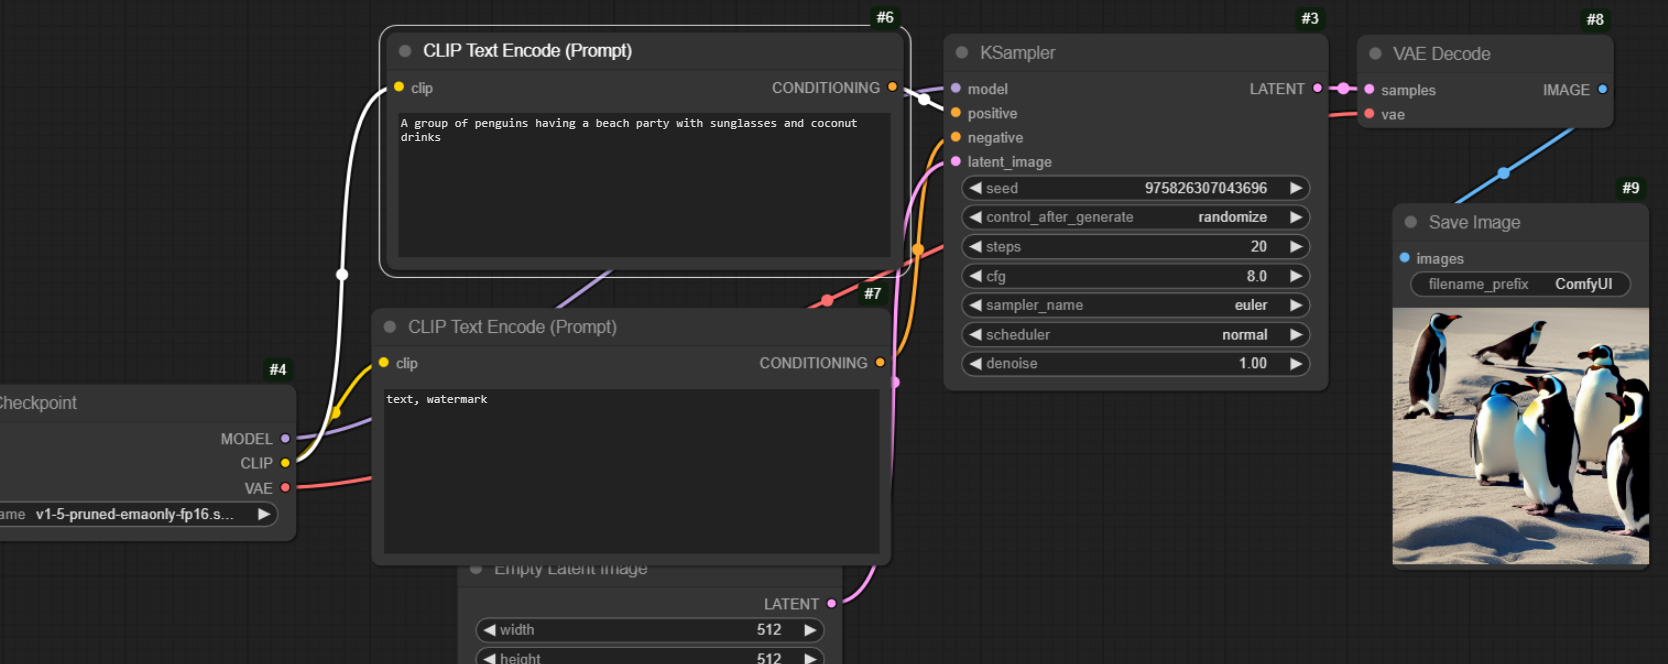 #6
CLIP Text Encode (Prompt)
clip
CONDITIONING
A group of penguins having a beach party with sunglasses and coconut
drinks
#7
CLIP Text Encode (Prompt)
clip
CONDITIONING
text, watermark
#4
Checkpoint
MODEL
CLIP
VAE
ame v1-5-pruned-emaonly-fp16.s...
Empty Latent Image
LATENT
width 512
height 512
#3
KSampler
model
LATENT
positive
negative
latent_image
seed 975826307043696
control_after_generate randomize
steps 20
cfg 8.0
sampler_name euler
scheduler normal
denoise 1.00
#8
VAE Decode
samples
IMAGE
vae
#9
Save Image
images
filename_prefix ComfyUI